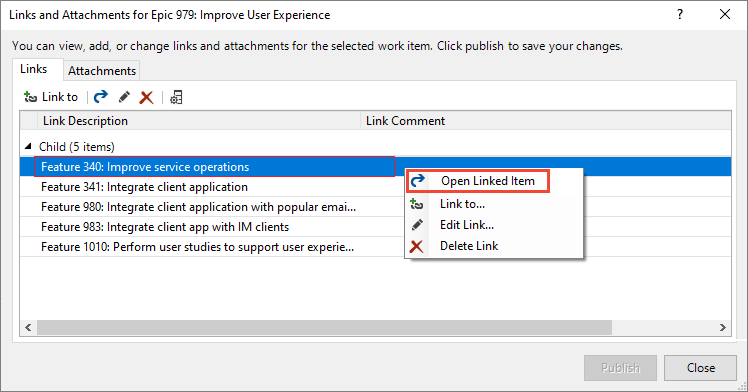 Links and Attachments for Epic 979: Improve User Experience
You can view, add, or change links and attachments for the selected work item. Click publish to save your changes.
Links Attachments
Link to
Link Description Link Comment
Child (5 items)
Feature 340: Improve service operations
Open Linked Item
Feature 341: Integrate client application
Link to...
Feature 980: Integrate client application with popular emai...
Edit Link...
Feature 983: Integrate client app with IM clients
Delete Link
Feature 1010: Perform user studies to support user experie...
Publish Close